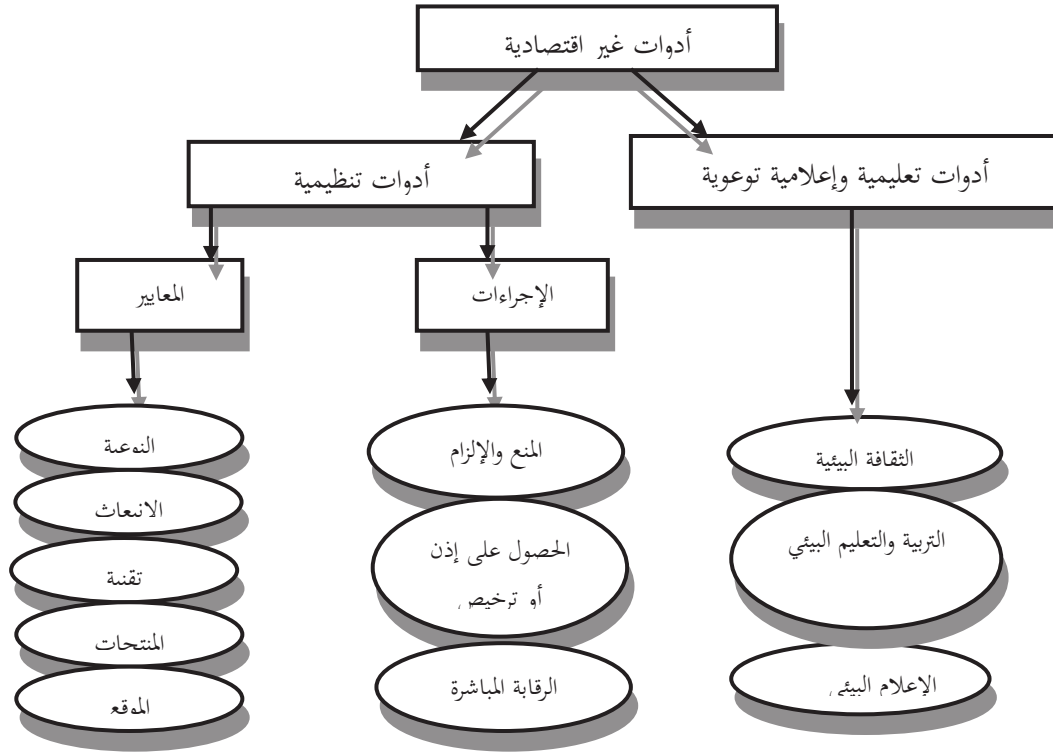 أدوات غير اقتصادية
أدوات تعليمية وإعلامية توعوية
أدوات تنظيمية
الإجراءات
المعايير
الثقافة البيئية
التربية والتعليم البيئي
الإعلام البيئي
المنع والإلزام
الحصول على إذن
أو ترخيص
الرقابة المباشرة
النوعية
الانبعاث
تقنية
المنتجات
الموقع